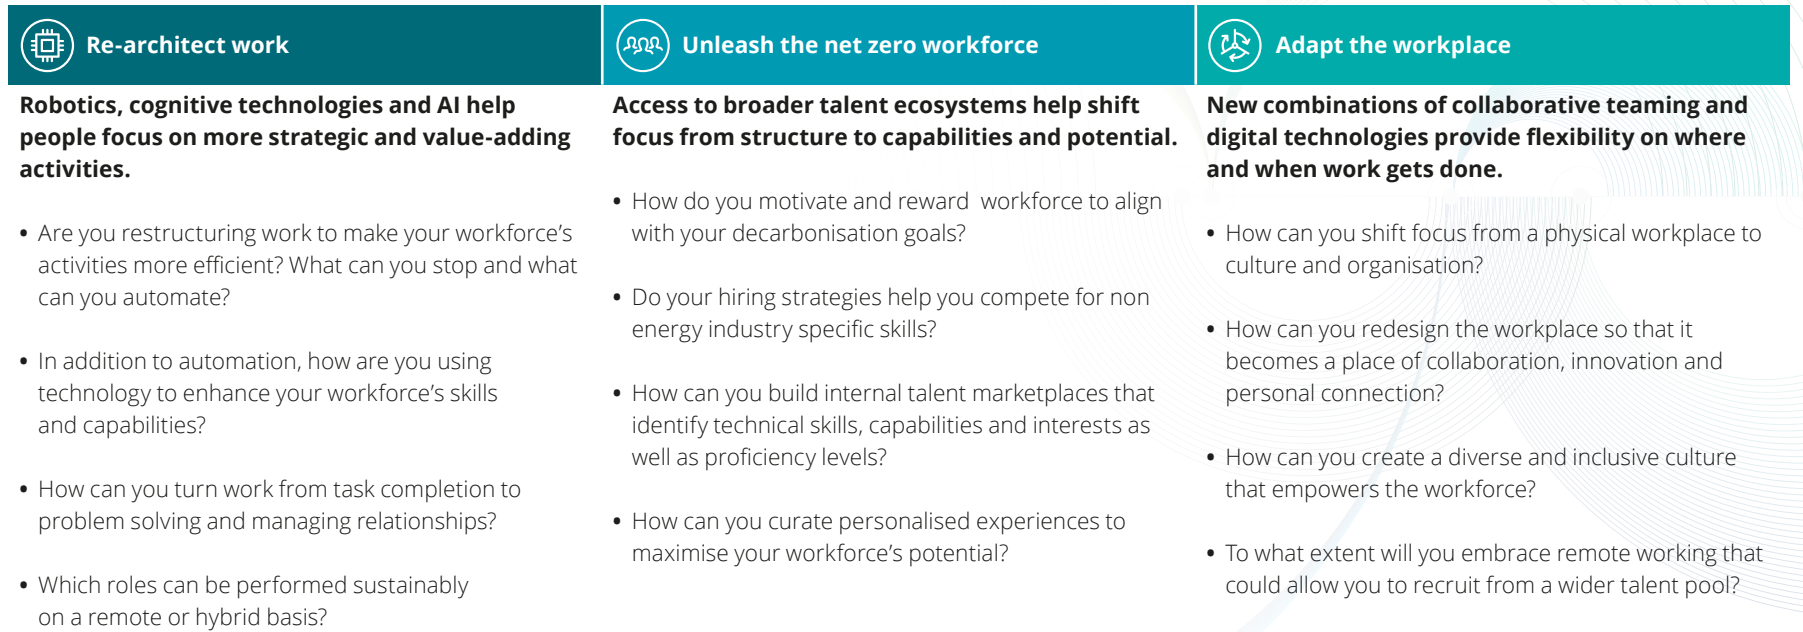 Re-architect work
Robotics, cognitive technologies and AI help
people focus on more strategic and value-adding
activities.
• Are you restructuring work to make your workforce’s
activities more efficient? What can you stop and what
can you automate?
• In addition to automation, how are you using
technology to enhance your workforce’s skills
and capabilities?
• How can you turn work from task completion to
problem solving and managing relationships?
• Which roles can be performed sustainably
on a remote or hybrid basis?
Unleash the net zero workforce
Access to broader talent ecosystems help shift
focus from structure to capabilities and potential.
• How do you motivate and reward  workforce to align
with your decarbonisation goals?
• Do your hiring strategies help you compete for non
energy industry specific skills?
• How can you build internal talent marketplaces that
identify technical skills, capabilities and interests as
well as proficiency levels?
• How can you curate personalised experiences to
maximise your workforce’s potential?
Adapt the workplace
New combinations of collaborative teaming and
digital technologies provide flexibility on where
and when work gets done.
• How can you shift focus from a physical workplace to
culture and organisation?
• How can you redesign the workplace so that it
becomes a place of collaboration, innovation and
personal connection?
• How can you create a diverse and inclusive culture
that empowers the workforce?
• To what extent will you embrace remote working that
could allow you to recruit from a wider talent pool?